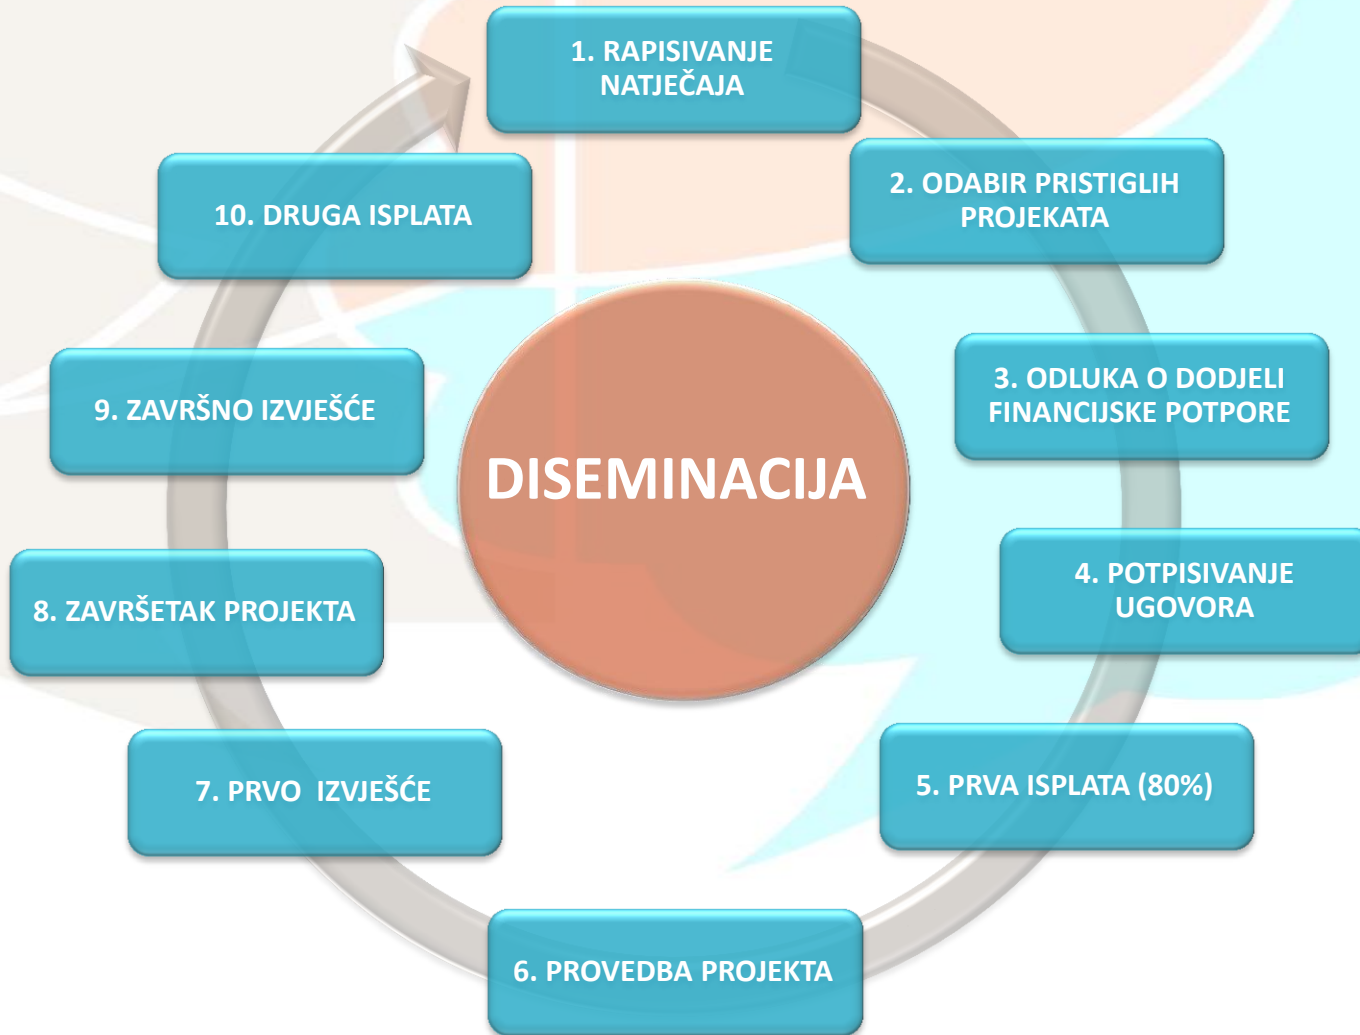 1. RAPISIVANJE
NATJEČAJA
2. ODABIR PRISTIGLIH
PROJEKATA
3. ODLUKA O DODJELI
FINANCIJSKE POTPORE
4. POTPISIVANJE
UGOVORA
5. PRVA ISPLATA (80%)
6. PROVEDBA PROJEKTA
7. PRVO  IZVJEŠĆE
8. ZAVRŠETAK PROJEKTA
9. ZAVRŠNO IZVJEŠĆE
10. DRUGA ISPLATA
DISEMINACIJA